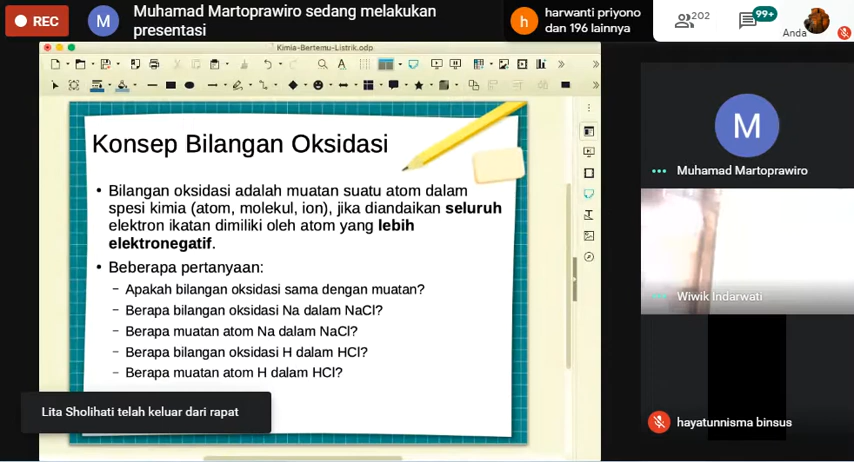 REC
M
Muhamad Martoprawiro sedang melakukan
presentasi
h
harwanti priyono
dan 196 lainnya
202
99+
Anda
Kimia-Bertemu-Listrik.odp
Konsep Bilangan Oksidasi
• Bilangan oksidasi adalah muatan suatu atom dalam
spesi kimia (atom, molekul, ion), jika diandaikan seluruh
elektron ikatan dimiliki oleh atom yang lebih
elektronegatif.
• Beberapa pertanyaan:
– Apakah bilangan oksidasi sama dengan muatan?
– Berapa bilangan oksidasi Na dalam NaCl?
– Berapa muatan atom Na dalam NaCl?
– Berapa bilangan oksidasi H dalam HCl?
– Berapa muatan atom H dalam HCl?
Lita Sholihati telah keluar dari rapat
M
Muhamad Martoprawiro
Wiwik Indarwati
hayatunnisma binsus